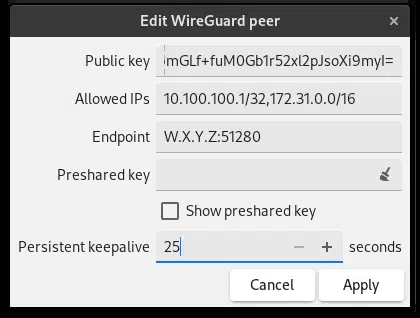 Edit WireGuard peer
Public key mGLf+fuM0Gb1r52xl2pJsoXi9myI=
Allowed IPs 10.100.100.1/32,172.31.0.0/16
Endpoint W.X.Y.Z:51280
Preshared key
Show preshared key
Persistent keepalive 25 seconds
Cancel Apply